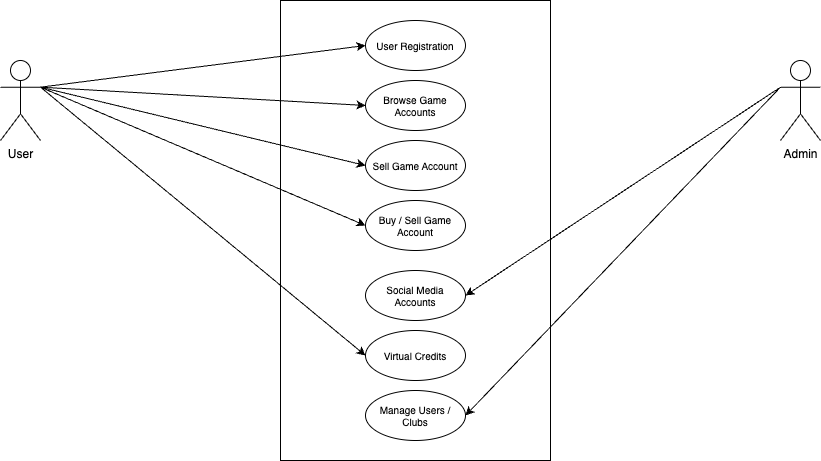 User Registration
Browse Game
Accounts
Sell Game Account
Buy / Sell Game
Account
Social Media
Accounts
Virtual Credits
Manage Users /
Clubs
User
Admin